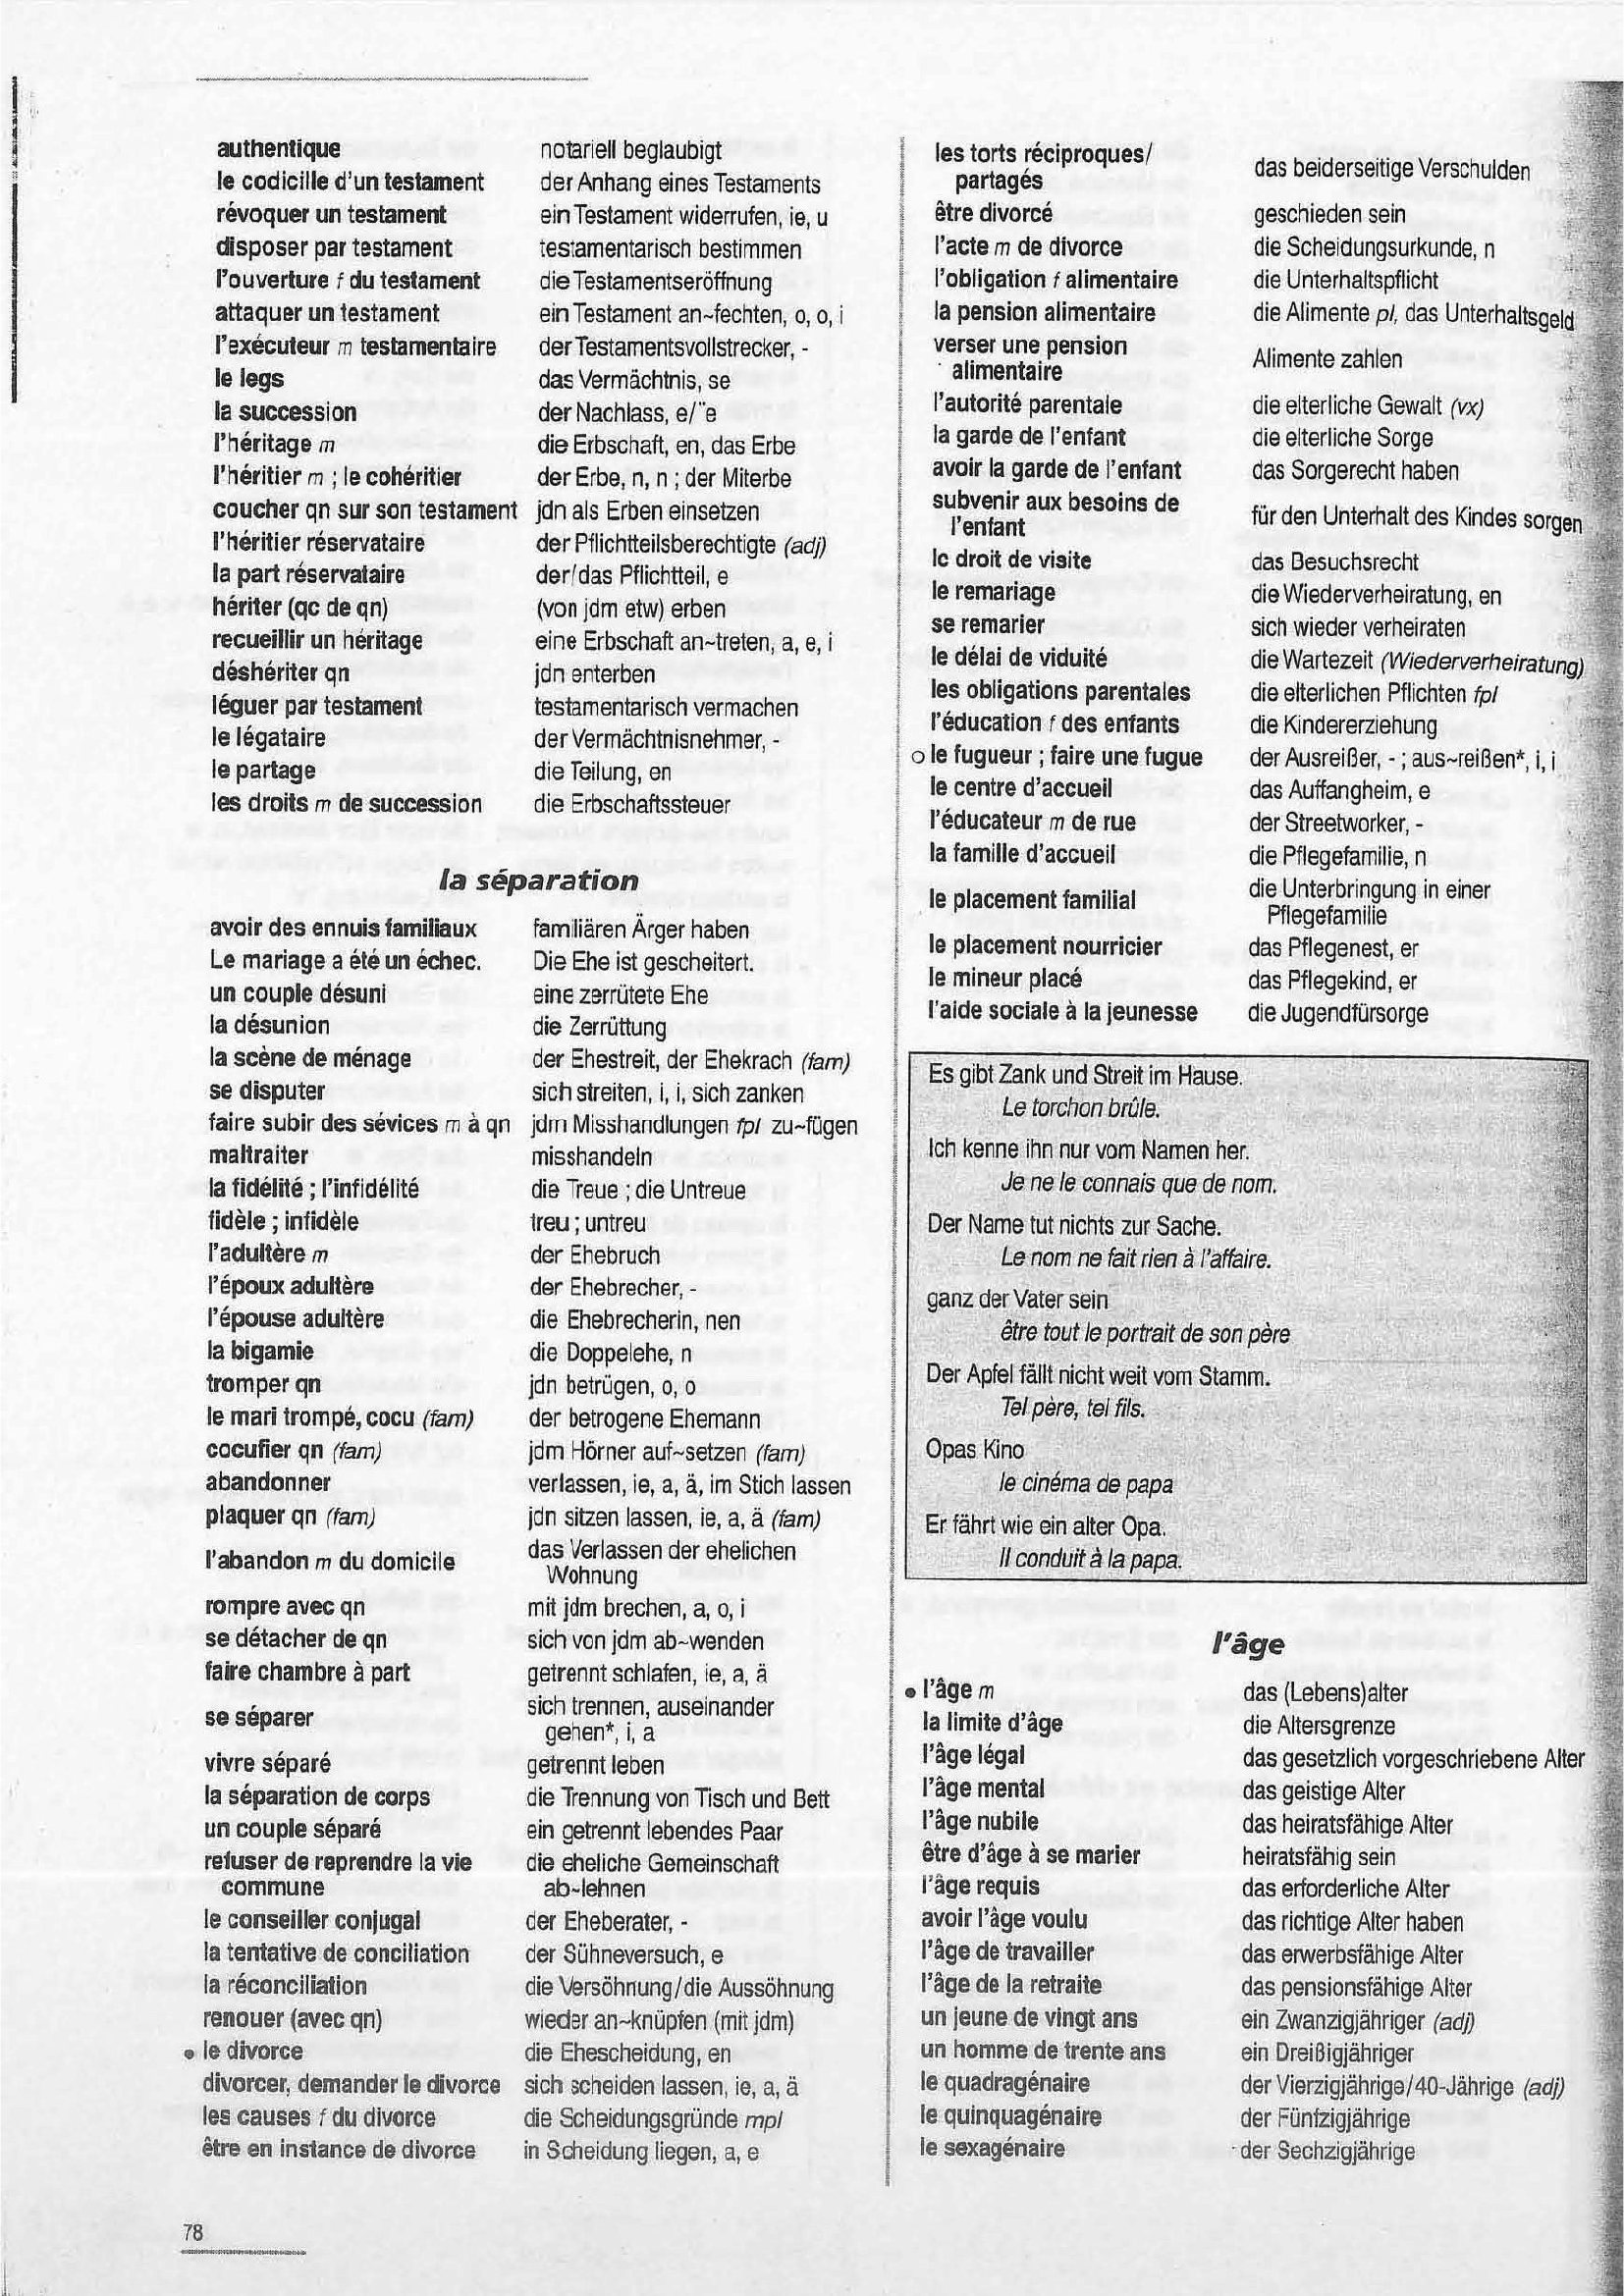 authentique notariell beglaubigt
le codicille d'un testament der Anhang eines Testaments
révoquer un testament ein Testament widerrufen, ie, u
disposer par testament testamentarisch bestimmen
l'ouverture f du testament die Testamentseröffnung
attaquer un testament ein Testament an~fechten, o, o, i
l'exécuteur m testamentaire der Testamentsvollstrecker, -
le legs das Vermächtnis, se
la succession der Nachlass, e/¨e
l'héritage m die Erbschaft, en, das Erbe
l'héritier m ; le cohéritier der Erbe, n, n ; der Miterbe
coucher qn sur son testament jdn als Erben einsetzen
l'héritier réservataire der Pflichtteilsberechtigte (adj)
la part réservataire der/das Pflichtteil, e
hériter (qc de qn) (von jdm etw) erben
recueillir un héritage eine Erbschaft an~treten, a, e, i
déshériter qn jdn enterben
léguer par testament testamentarisch vermachen
le légataire der Vermächtnisnehmer, -
le partage die Teilung, en
les droits m de succession die Erbschaftssteuer
la séparation
avoir des ennuis familiaux familiären Ärger haben
Le mariage a été un échec. Die Ehe ist gescheitert.
un couple désuni eine zerrütete Ehe
la désunion die Zerrüttung
la scène de ménage der Ehestreit, der Ehekrach (fam)
se disputer sich streiten, i, i, sich zanken
faire subir des sévices m à qn jdm Misshandlungen fpl zu~fügen
maltraiter misshandeln
la fidélité ; l'infidélité die Treue ; die Untreue
fidèle ; infidèle treu ; untreu
l'adultère m der Ehebruch
l'époux adultère der Ehebrecher, -
l'épouse adultère die Ehebrecherin, nen
la bigamie die Doppelehe, n
tromper qn jdn betrügen, o, o
le mari trompé, cocu (fam) der betrogene Ehemann
cocufier qn (fam) jdm Hörner auf~setzen (fam)
abandonner verlassen, ie, a, ä, im Stich lassen
plaquer qn (fam) jdn sitzen lassen, ie, a, ä (fam)
l'abandon m du domicile das Verlassen der ehelichen
Wohnung
rompre avec qn mit jdm brechen, a, o, i
se détacher de qn sich von jdm ab~wenden
faire chambre à part getrennt schlafen, ie, a, ä
se séparer sich trennen, auseinander
gehen*, i, a
vivre séparé getrennt leben
la séparation de corps die Trennung von Tisch und Bett
un couple séparé ein getrennt lebendes Paar
refuser de reprendre la vie die eheliche Gemeinschaft
commune ab~lehnen
le conseiller conjugal der Eheberater, -
la tentative de conciliation der Sühneversuch, e
la réconciliation die Versöhnung/die Aussöhnung
renouer (avec qn) wieder an~knüpfen (mit jdm)
• le divorce die Ehescheidung, en
divorcer, demander le divorce sich scheiden lassen, ie, a, ä
les causes f du divorce die Scheidungsgründe mpl
être en instance de divorce in Scheidung liegen, a, e
les torts réciproques/
partagés das beiderseitige Verschulden
être divorcé geschieden sein
l'acte m de divorce die Scheidungsurkunde, n
l'obligation f alimentaire die Unterhaltspflicht
la pension alimentaire die Alimente pl, das Unterhaltsgeld
verser une pension
alimentaire Alimente zahlen
l'autorité parentale die elterliche Gewalt (vx)
la garde de l'enfant die elterliche Sorge
avoir la garde de l'enfant das Sorgerecht haben
subvenir aux besoins de
l'enfant für den Unterhalt des Kindes sorgen
le droit de visite das Besuchsrecht
le remariage die Wiederverheiratung, en
se remarier sich wieder verheiraten
le délai de viduité die Wartezeit (Wiederverheiratung)
les obligations parentales die elterlichen Pflichten fpl
l'éducation f des enfants die Kindererziehung
o le fugueur ; faire une fugue der Ausreißer, - ; aus~reißen*, i, i
le centre d'accueil das Auffangheim, e
l'éducateur m de rue der Streetworker, -
la famille d'accueil die Pflegefamilie, n
le placement familial die Unterbringung in einer
Pflegefamilie
le placement nourricier das Pflegenest, er
le mineur placé das Pflegekind, er
l'aide sociale à la jeunesse die Jugendfürsorge
Es gibt Zank und Streit im Hause.
Le torchon brûle.
Ich kenne ihn nur vom Namen her.
Je ne le connais que de nom.
Der Name tut nichts zur Sache.
Le nom ne fait rien à l'affaire.
ganz der Vater sein
être tout le portrait de son père
Der Apfel fällt nicht weit vom Stamm.
Tel père, tel fils.
Opas Kino
le cinéma de papa
Er fährt wie ein alter Opa.
Il conduit à la papa.
l'âge
• l'âge m das (Lebens)alter
la limite d'âge die Altersgrenze
l'âge légal das gesetzlich vorgeschriebene Alter
l'âge mental das geistige Alter
l'âge nubile das heiratsfähige Alter
être d'âge à se marier heiratsfähig sein
l'âge requis das erforderliche Alter
avoir l'âge voulu das richtige Alter haben
l'âge de travailler das erwerbsfähige Alter
l'âge de la retraite das pensionsfähige Alter
un jeune de vingt ans ein Zwanzigjähriger (adj)
un homme de trente ans ein Dreißigjähriger
le quadragénaire der Vierzigjährige/40-Jährige (adj)
le quinquagénaire der Fünfzigjährige
le sexagénaire der Sechzigjährige
78